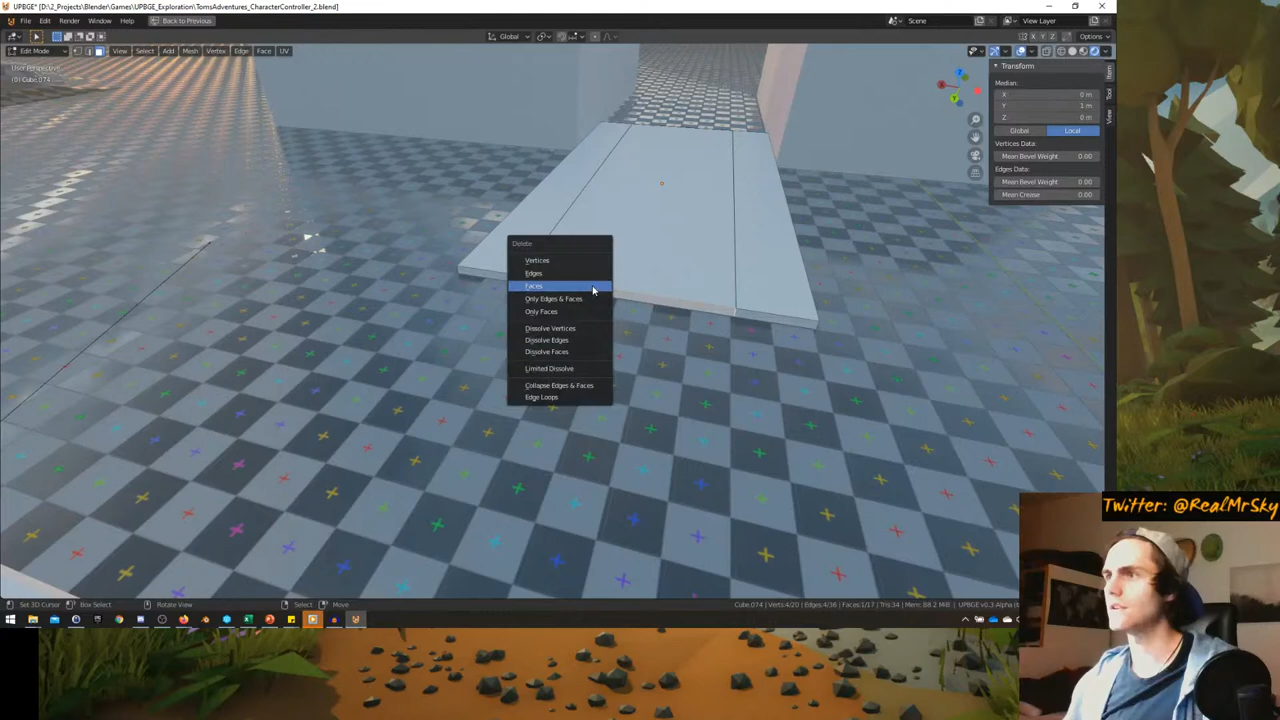 UPBGE* [D:\2_Projects\Blender\Games\UPBGE_Exploration\TomsAdventures_CharacterController_2.blend]
File Edit Render Window Help Back to Previous Scene View Layer
Global X Y Z Options
Edit Mode View Select Add Mesh Vertex Edge Face UV
User Perspective
(0) Cube.074
Transform
Median:
X 0 m
Y 1 m
Z 0 m
Global Local
Vertices Data:
Mean Bevel Weight 0.00
Edges Data:
Mean Bevel Weight 0.00
Mean Crease 0.00
Item
Tool
View
Delete
Vertices
Edges
Faces
Only Edges & Faces
Only Faces
Dissolve Vertices
Dissolve Edges
Dissolve Faces
Limited Dissolve
Collapse Edges & Faces
Edge Loops
Twitter: @RealMrSky
Set 3D Cursor Box Select Rotate View Select Move Cube.074 | Verts:4/20 | Edges:4/36 | Faces:1/17 | Tris:34 | Mem: 88.2 MiB | UPBGE v0.3 Alpha